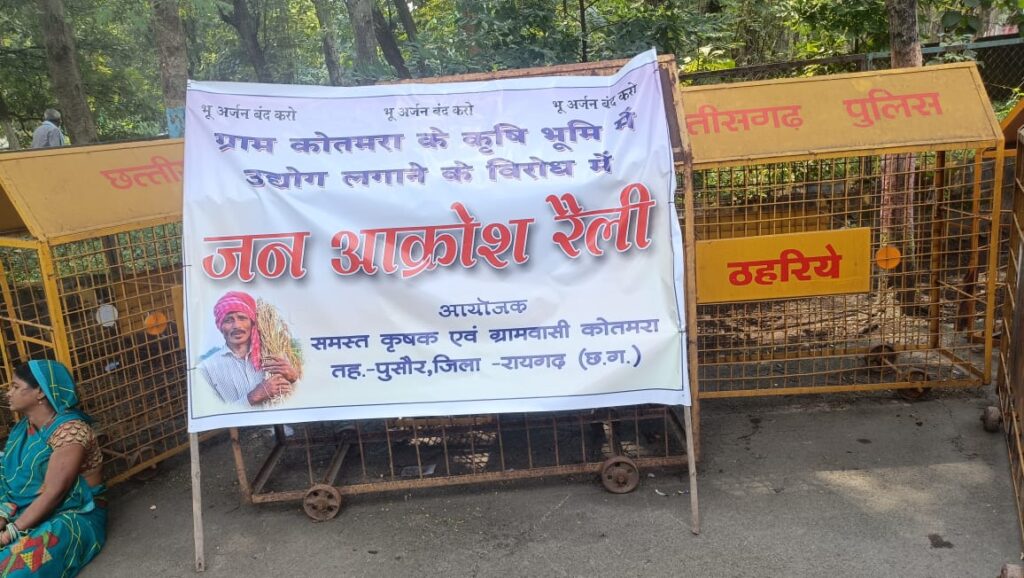 भू अर्जन बंद करो भू अर्जन बंद करो भू अर्जन बंद करो
ग्राम कोतमरा के कृषि भूमि में
उद्योग लगाने के विरोध में
जन आक्रोश रैली
आयोजक
समस्त कृषक एवं ग्रामवासी कोतमरा
तह.-पुसौर,जिला -रायगढ़ (छ.ग.)
छत्तीस
तीसगढ़ पुलिस
ठहरिये